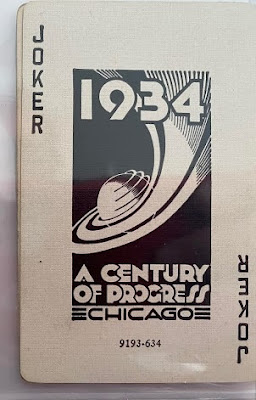 JOKER
1934
A CENTURY
OF PROGRESS
CHICAGO
9193-634
JOKER